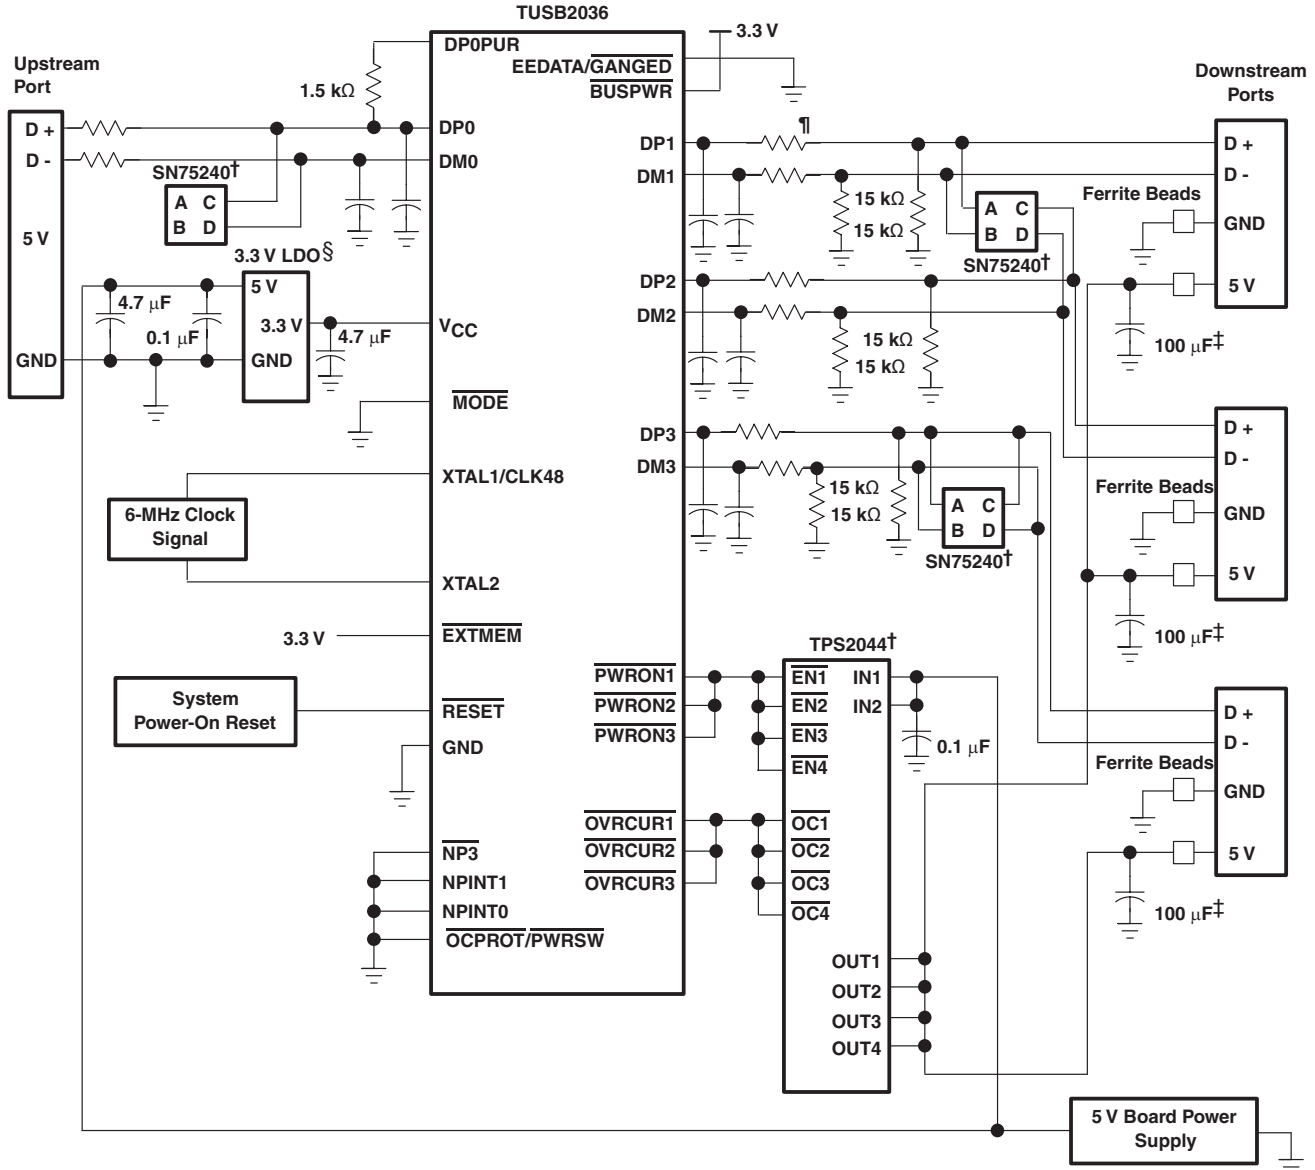 TUSB2036
Upstream
Port
D +
D -
5 V
GND
1.5 kΩ
SN75240†
A C
B D
3.3 V LDO§
5 V
3.3 V
GND
4.7 μF
0.1 μF
4.7 μF
6-MHz Clock
Signal
3.3 V
System
Power-On Reset
DP0PUR
DP0
DM0
VCC
MODE
XTAL1/CLK48
XTAL2
EXTMEM
RESET
GND
NP3
NPINT1
NPINT0
OCPROT/PWRSW
EEDATA/GANGED
BUSPWR
DP1
DM1
DP2
DM2
DP3
DM3
PWRON1
PWRON2
PWRON3
OVRCUR1
OVRCUR2
OVRCUR3
3.3 V
¶
15 kΩ
15 kΩ
A C
B D
SN75240†
15 kΩ
15 kΩ
15 kΩ
15 kΩ
A C
B D
SN75240†
TPS2044†
EN1 IN1
EN2 IN2
EN3
EN4
OC1
OC2
OC3
OC4
OUT1
OUT2
OUT3
OUT4
0.1 μF
Downstream
Ports
D +
D -
Ferrite Beads
GND
5 V
100 μF‡
D +
D -
Ferrite Beads
GND
5 V
100 μF‡
D +
D -
Ferrite Beads
GND
5 V
100 μF‡
5 V Board Power
Supply